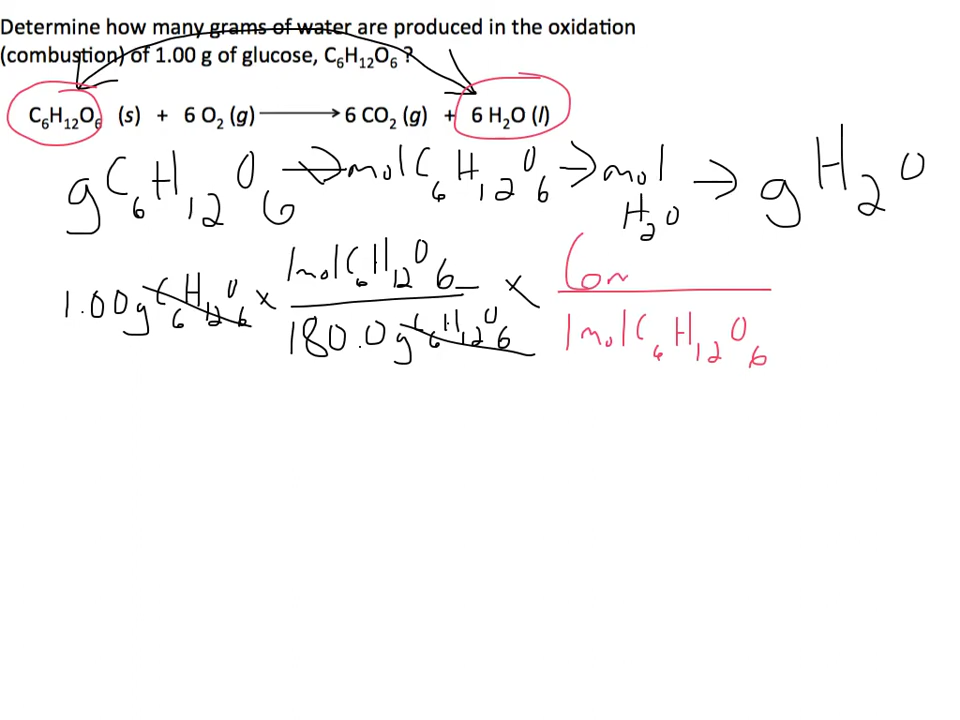 Determine how many grams of water are produced in the oxidation
(combustion) of 1.00 g of glucose, C₆H₁₂O₆ ?
C₆H₁₂O₆ (s) + 6 O₂ (g) ⟶ 6 CO₂ (g) + 6 H₂O (l)
g C₆H₁₂O₆ → mol C₆H₁₂O₆ → mol H₂O → g H₂O
1.00 g C₆H₁₂O₆ × 1 mol C₆H₁₂O₆ × 6 m
180.0 g C₆H₁₂O₆ 1 mol C₆H₁₂O₆